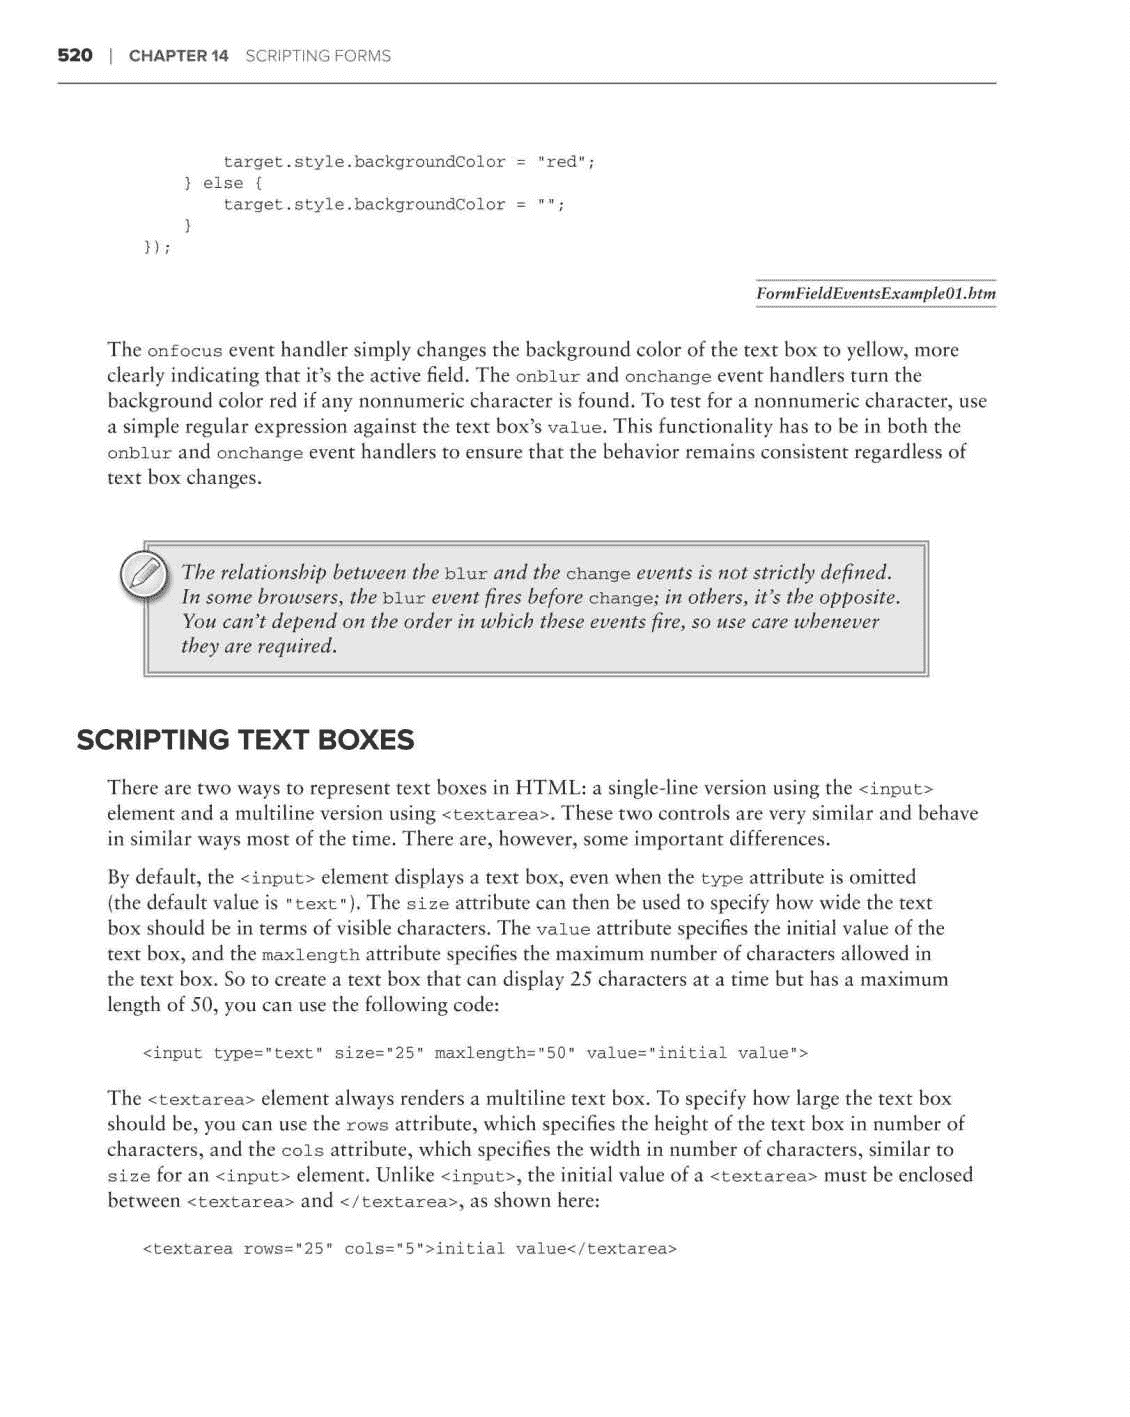 520 | CHAPTER 14 SCRIPTING FORMS
target.style.backgroundColor = "red";
} else {
target.style.backgroundColor = "";
}
});
FormFieldEventsExample01.htm
The onfocus event handler simply changes the background color of the text box to yellow, more
clearly indicating that it’s the active field. The onblur and onchange event handlers turn the
background color red if any nonnumeric character is found. To test for a nonnumeric character, use
a simple regular expression against the text box’s value. This functionality has to be in both the
onblur and onchange event handlers to ensure that the behavior remains consistent regardless of
text box changes.
The relationship between the blur and the change events is not strictly defined.
In some browsers, the blur event fires before change; in others, it’s the opposite.
You can’t depend on the order in which these events fire, so use care whenever
they are required.
SCRIPTING TEXT BOXES
There are two ways to represent text boxes in HTML: a single-line version using the <input>
element and a multiline version using <textarea>. These two controls are very similar and behave
in similar ways most of the time. There are, however, some important differences.
By default, the <input> element displays a text box, even when the type attribute is omitted
(the default value is "text"). The size attribute can then be used to specify how wide the text
box should be in terms of visible characters. The value attribute specifies the initial value of the
text box, and the maxlength attribute specifies the maximum number of characters allowed in
the text box. So to create a text box that can display 25 characters at a time but has a maximum
length of 50, you can use the following code:
<input type="text" size="25" maxlength="50" value="initial value">
The <textarea> element always renders a multiline text box. To specify how large the text box
should be, you can use the rows attribute, which specifies the height of the text box in number of
characters, and the cols attribute, which specifies the width in number of characters, similar to
size for an <input> element. Unlike <input>, the initial value of a <textarea> must be enclosed
between <textarea> and </textarea>, as shown here:
<textarea rows="25" cols="5">initial value</textarea>